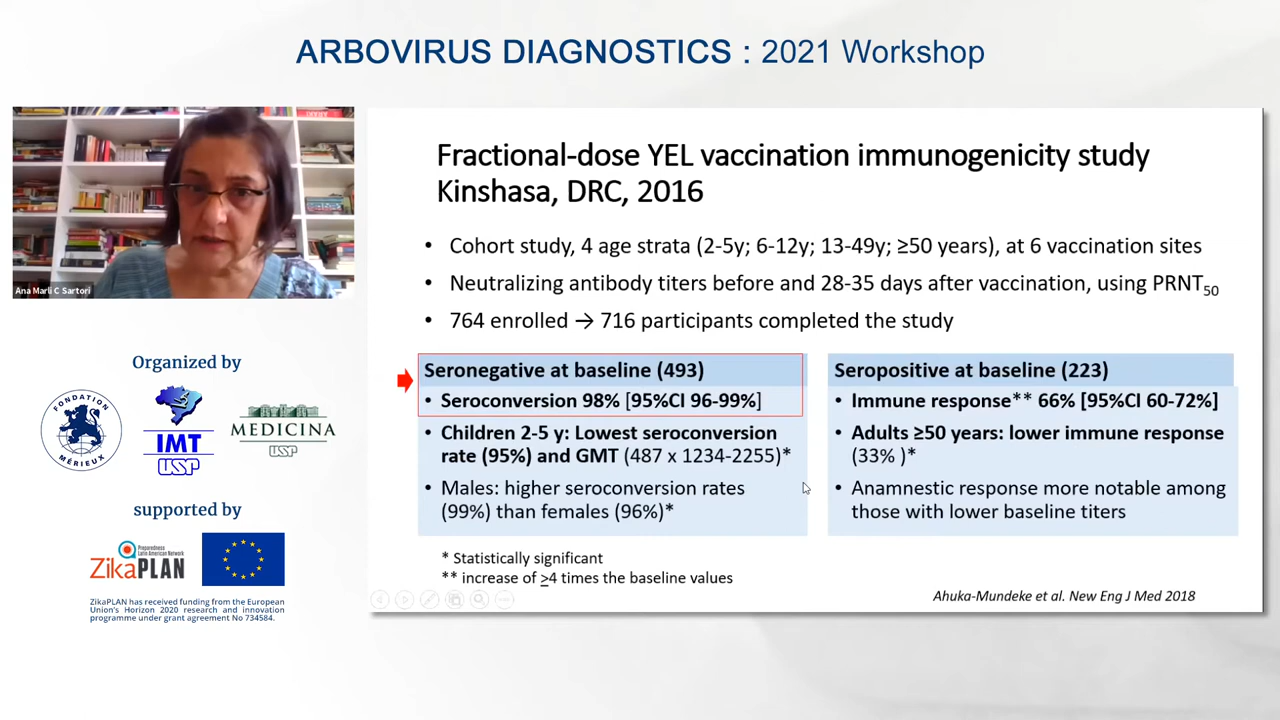 ARBOVIRUS DIAGNOSTICS : 2021 Workshop
Ana Marli C Sartori
Organized by
FONDATION
MÉRIEUX
IMT
USP
MEDICINA
USP
supported by
Preparedness
Latin American Network
ZikaPLAN
ZikaPLAN has received funding from the European
Union's Horizon 2020 research and innovation
programme under grant agreement No 734584.
Fractional-dose YEL vaccination immunogenicity study
Kinshasa, DRC, 2016
• Cohort study, 4 age strata (2-5y; 6-12y; 13-49y; ≥50 years), at 6 vaccination sites
• Neutralizing antibody titers before and 28-35 days after vaccination, using PRNT50
• 764 enrolled → 716 participants completed the study
Seronegative at baseline (493)
• Seroconversion 98% [95%CI 96-99%]
• Children 2-5 y: Lowest seroconversion
rate (95%) and GMT (487 x 1234-2255)*
• Males: higher seroconversion rates
(99%) than females (96%)*
Seropositive at baseline (223)
• Immune response** 66% [95%CI 60-72%]
• Adults ≥50 years: lower immune response
(33% )*
• Anamnestic response more notable among
those with lower baseline titers
* Statistically significant
** increase of ≥4 times the baseline values
Ahuka-Mundeke et al. New Eng J Med 2018